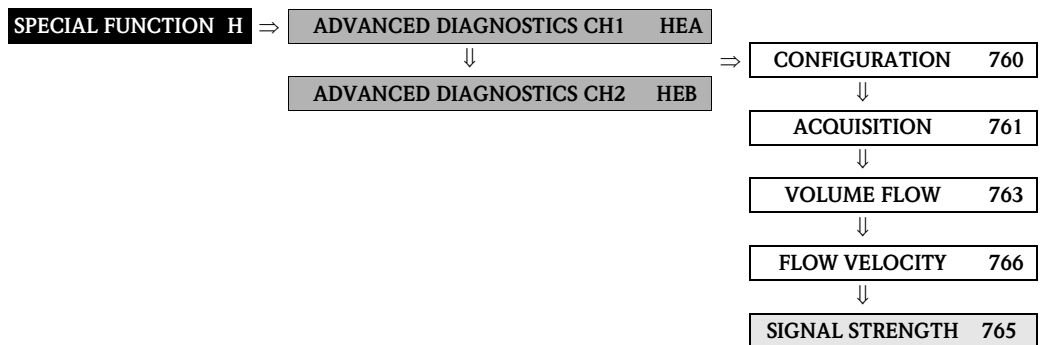 SPECIAL FUNCTION H ⇒ ADVANCED DIAGNOSTICS CH1 HEA
⇓
ADVANCED DIAGNOSTICS CH2 HEB
⇒ CONFIGURATION 760
⇓
ACQUISITION 761
⇓
VOLUME FLOW 763
⇓
FLOW VELOCITY 766
⇓
SIGNAL STRENGTH 765